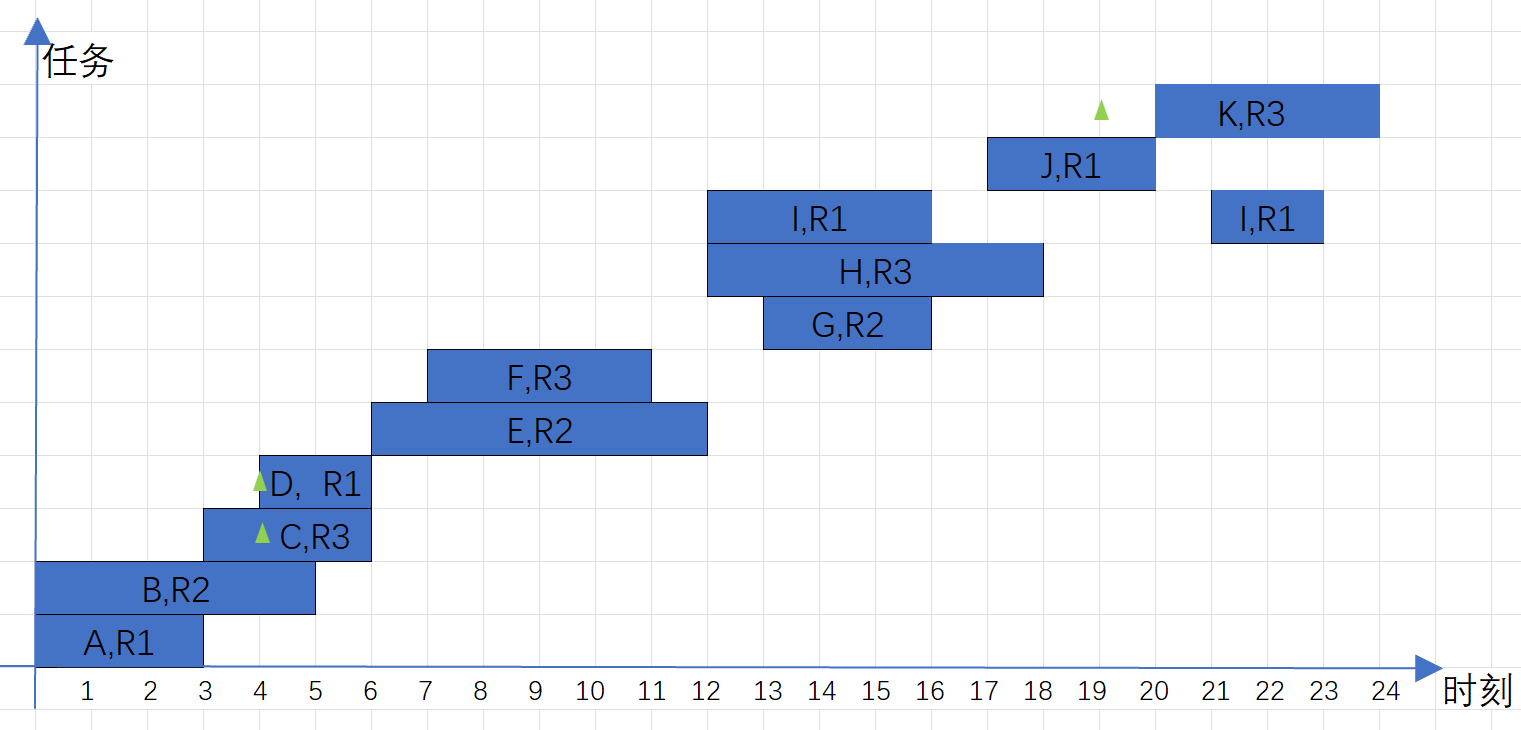 任务
K,R3
J,R1
I,R1
I,R1
H,R3
G,R2
F,R3
E,R2
D, R1
C,R3
B,R2
A,R1
1 2 3 4 5 6 7 8 9 10 11 12 13 14 15 16 17 18 19 20 21 22 23 24
时刻